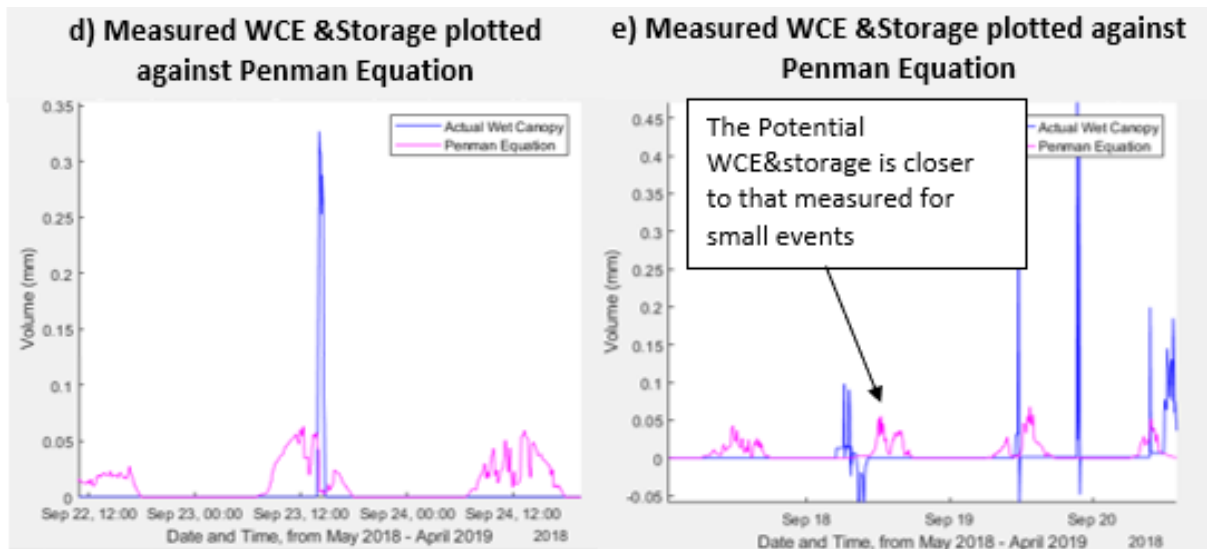 d) Measured WCE &Storage plotted
against Penman Equation
0.35
0.3
0.25
0.2
0.15
0.1
0.05
0
Volume (mm)
Actual Wet Canopy
Penman Equation
Sep 22, 12:00 Sep 23, 00:00 Sep 23, 12:00 Sep 24, 00:00 Sep 24, 12:00
Date and Time, from May 2018 - April 2019 2018
e) Measured WCE &Storage plotted against
Penman Equation
0.45
0.4
0.35
0.3
0.25
0.2
0.15
0.1
0.05
0
-0.05
Volume (mm)
The Potential
WCE&storage is closer
to that measured for
small events
Actual Wet Canopy
Penman Equation
Sep 18 Sep 19 Sep 20
Date and Time, from May 2018 - April 2019 2018